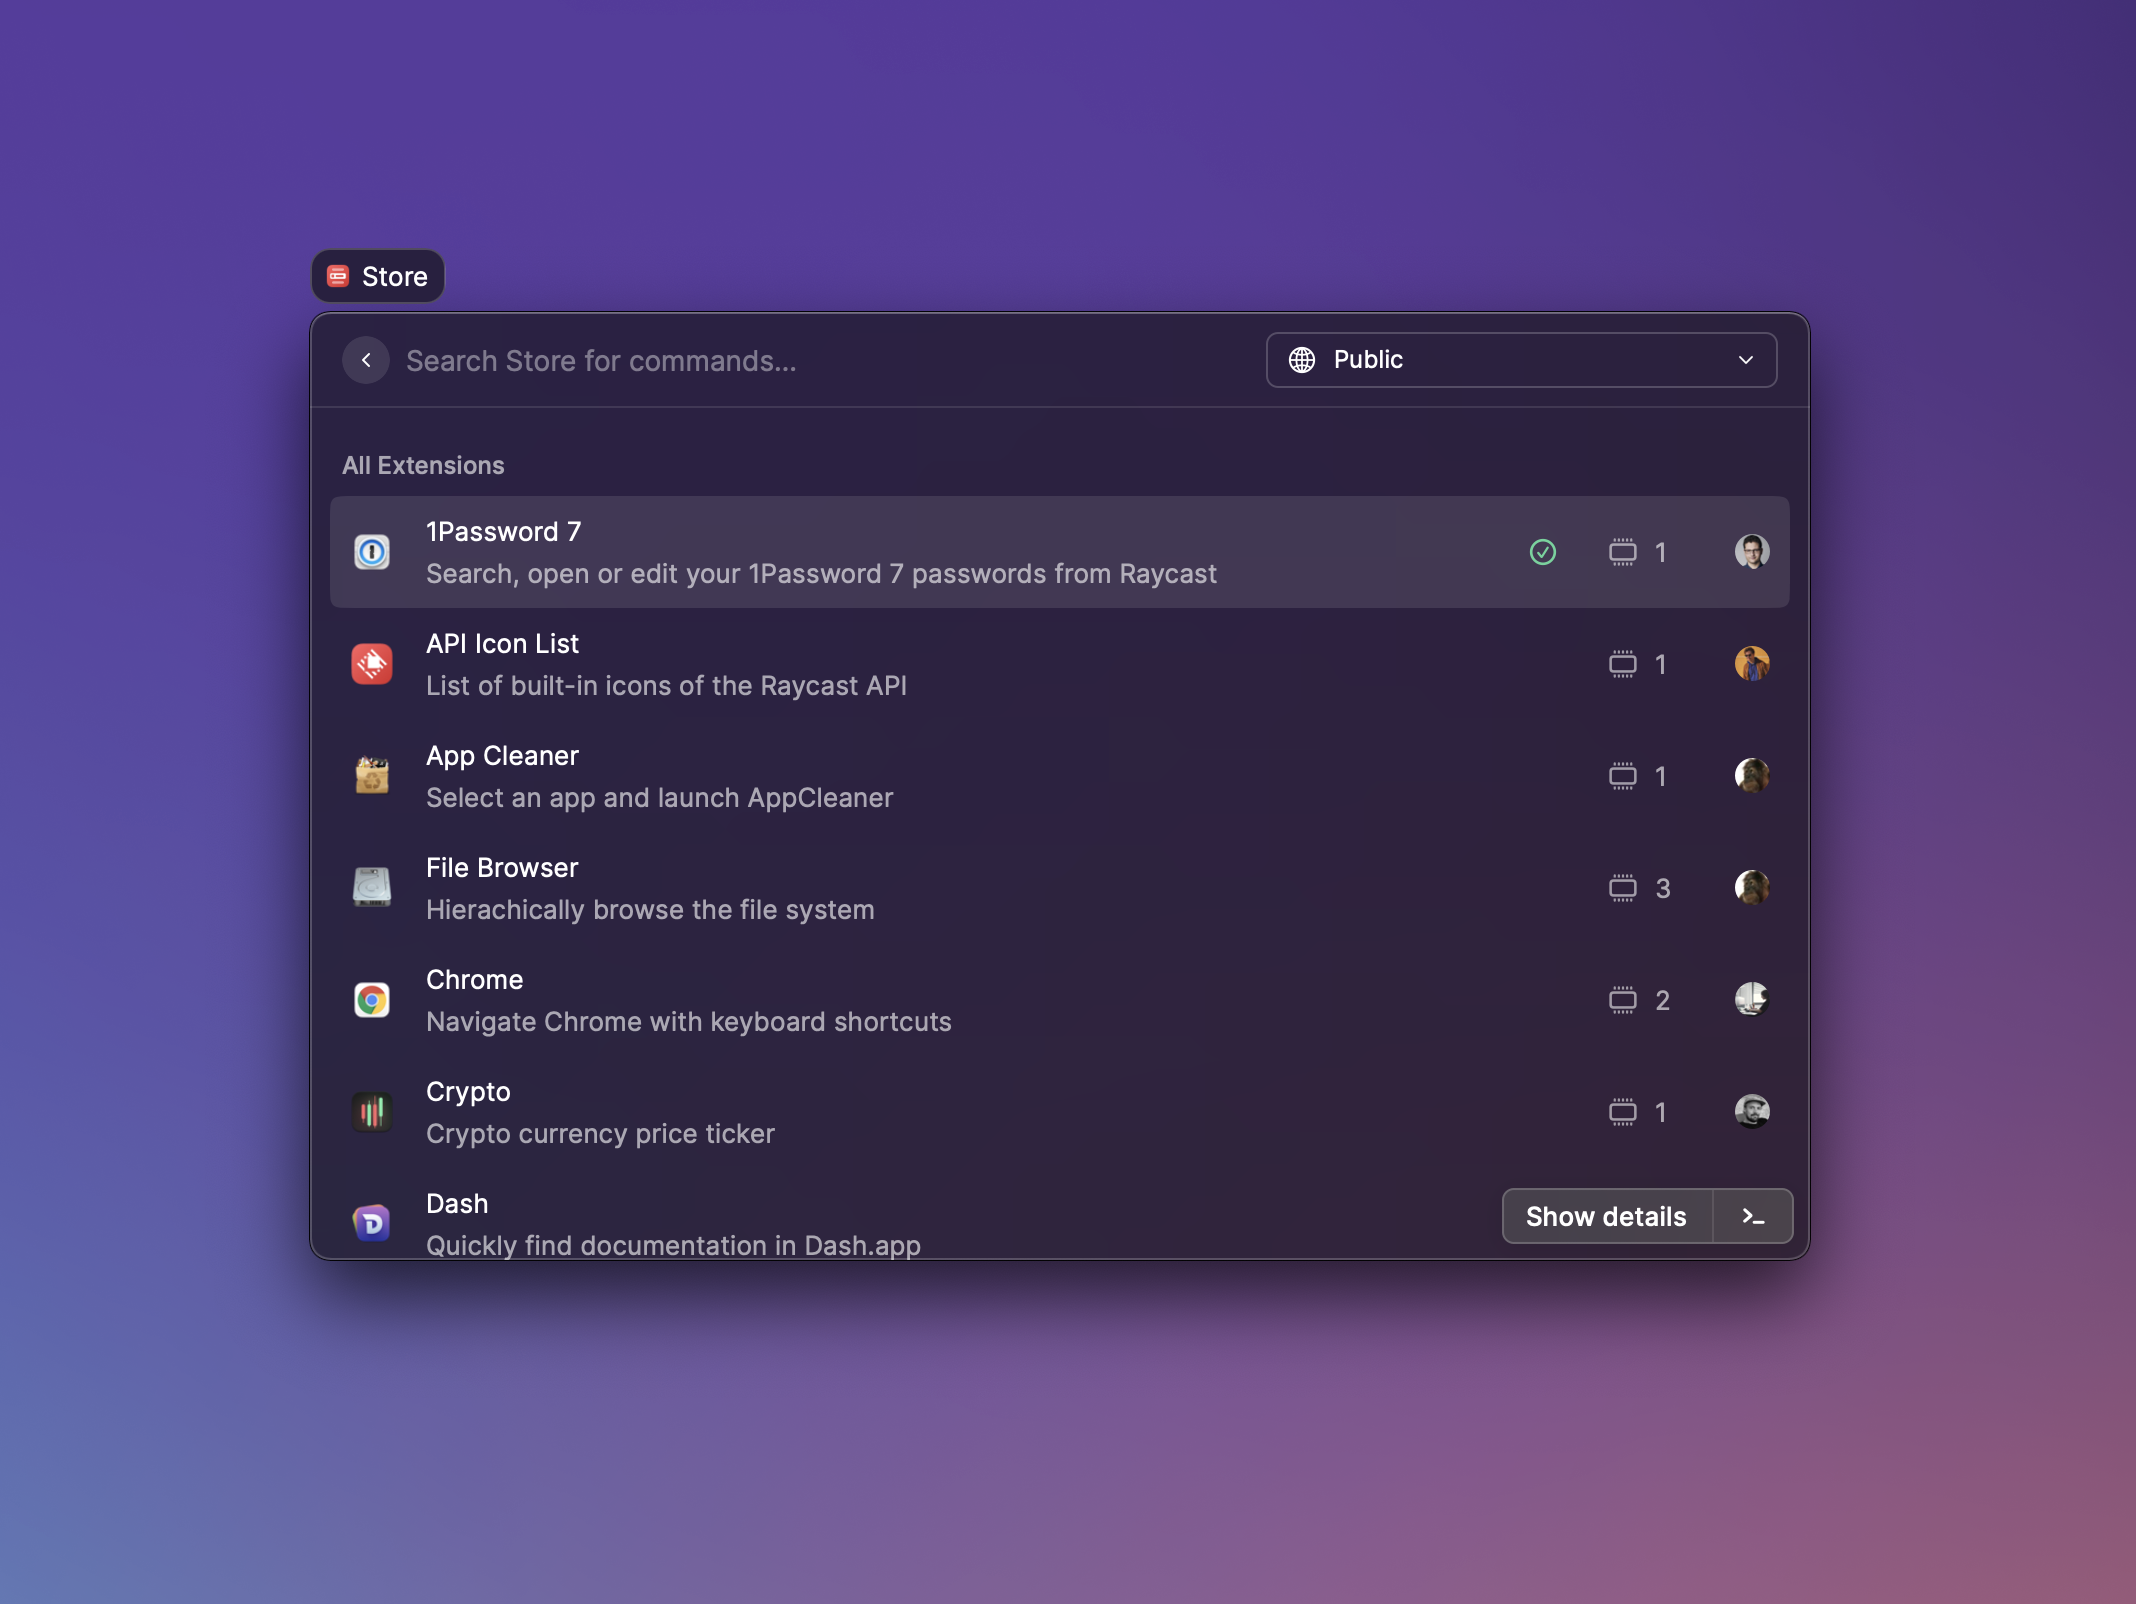 Store
Search Store for commands...
Public
All Extensions
1Password 7
Search, open or edit your 1Password 7 passwords from Raycast
1
API Icon List
List of built-in icons of the Raycast API
1
App Cleaner
Select an app and launch AppCleaner
1
File Browser
Hierachically browse the file system
3
Chrome
Navigate Chrome with keyboard shortcuts
2
Crypto
Crypto currency price ticker
1
Dash
Quickly find documentation in Dash.app
Show details